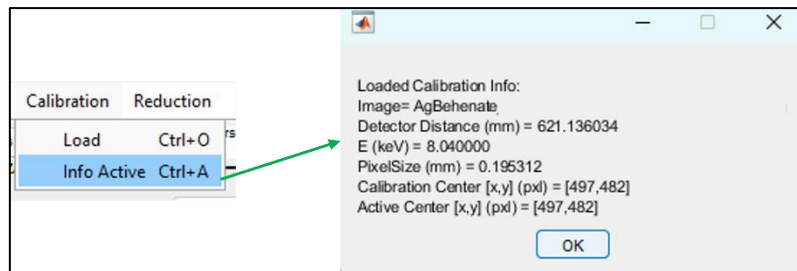 Calibration Reduction
Load Ctrl+O
Info Active Ctrl+A
rs
Loaded Calibration Info:
Image= AgBehenate
Detector Distance (mm) = 621.136034
E (keV) = 8.040000
PixelSize (mm) = 0.195312
Calibration Center [x,y] (pxl) = [497,482]
Active Center [x,y] (pxl) = [497,482]
OK